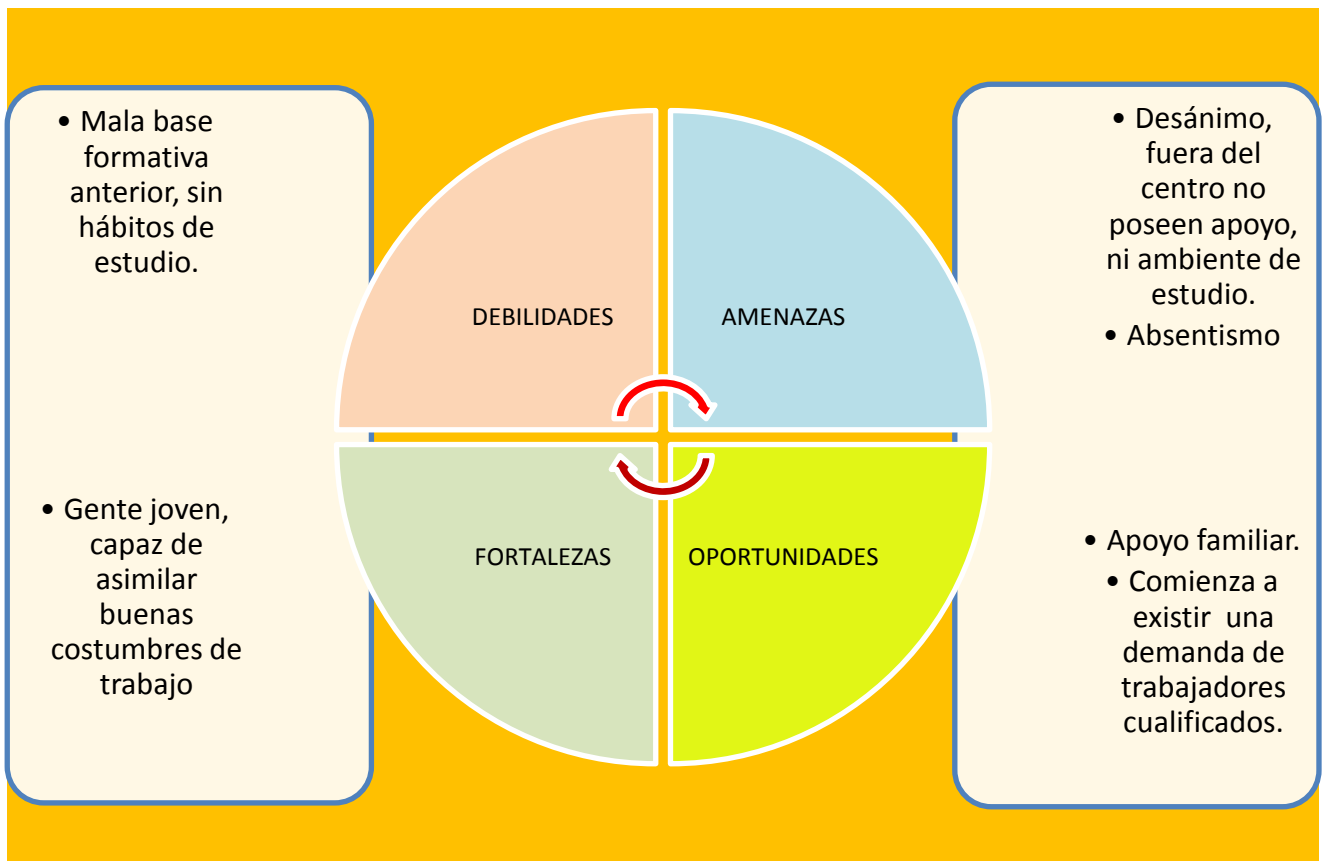 • Mala base
formativa
anterior, sin
hábitos de
estudio.
DEBILIDADES
AMENAZAS
• Desánimo,
fuera del
centro no
poseen apoyo,
ni ambiente de
estudio.
• Absentismo
• Gente joven,
capaz de
asimilar
buenas
costumbres de
trabajo
FORTALEZAS
OPORTUNIDADES
• Apoyo familiar.
• Comienza a
existir una
demanda de
trabajadores
cualificados.